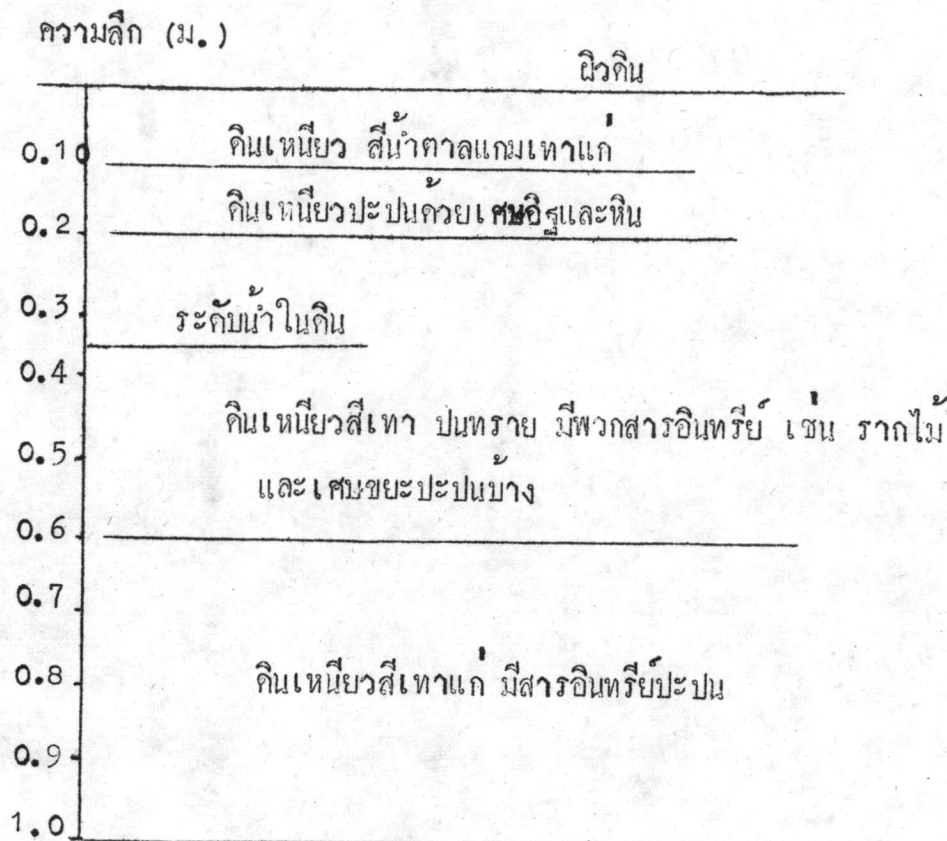 ความลึก (ม.)
ผิวดิน
0.10
ดินเหนียว สีน้ำตาลแกมเทาแก่
ดินเหนียวปะปนด้วยเศษอิฐและหิน
0.2
0.3
ระดับน้ำในดิน
0.4
ดินเหนียวสีเทา ปนทราย มีพวกสารอินทรีย์ เช่น รากไม้
0.5
และเศษขยะปะปนบ้าง
0.6
0.7
0.8
ดินเหนียวสีเทาแก่ มีสารอินทรีย์ปะปน
0.9
1.0